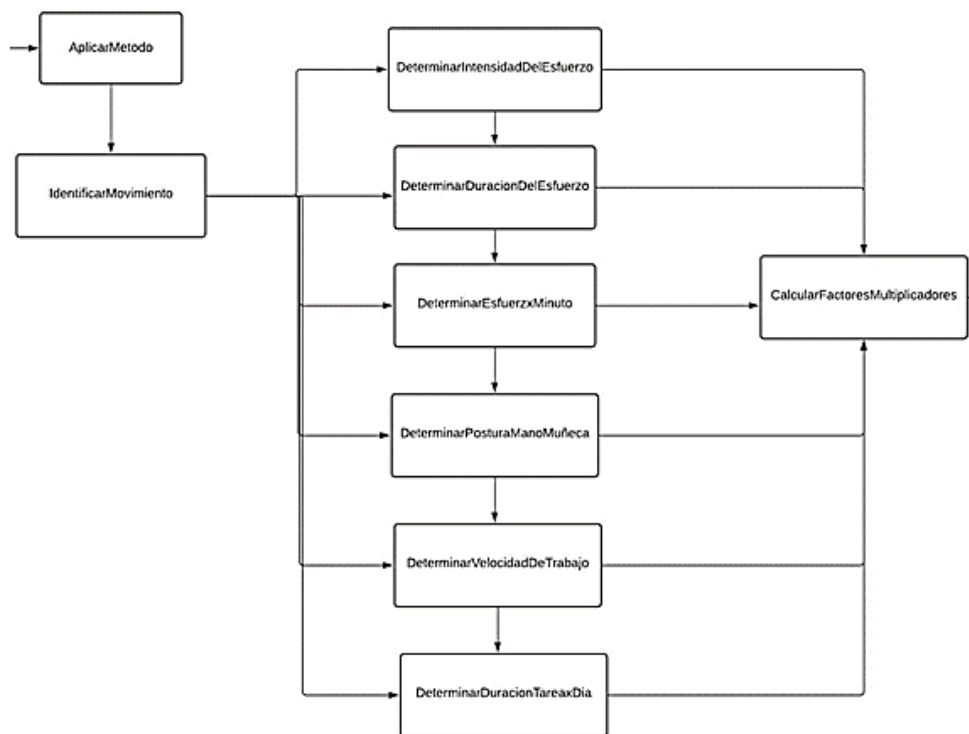 AplicarMetodo
IdentificarMovimiento
DeterminarIntensidadDelEsfuerzo
DeterminarDuracionDelEsfuerzo
DeterminarEsfuerzxMinuto
DeterminarPosturaManoMuñeca
DeterminarVelocidadDeTrabajo
DeterminarDuracionTareaxDia
CalcularFactoresMultiplicadores